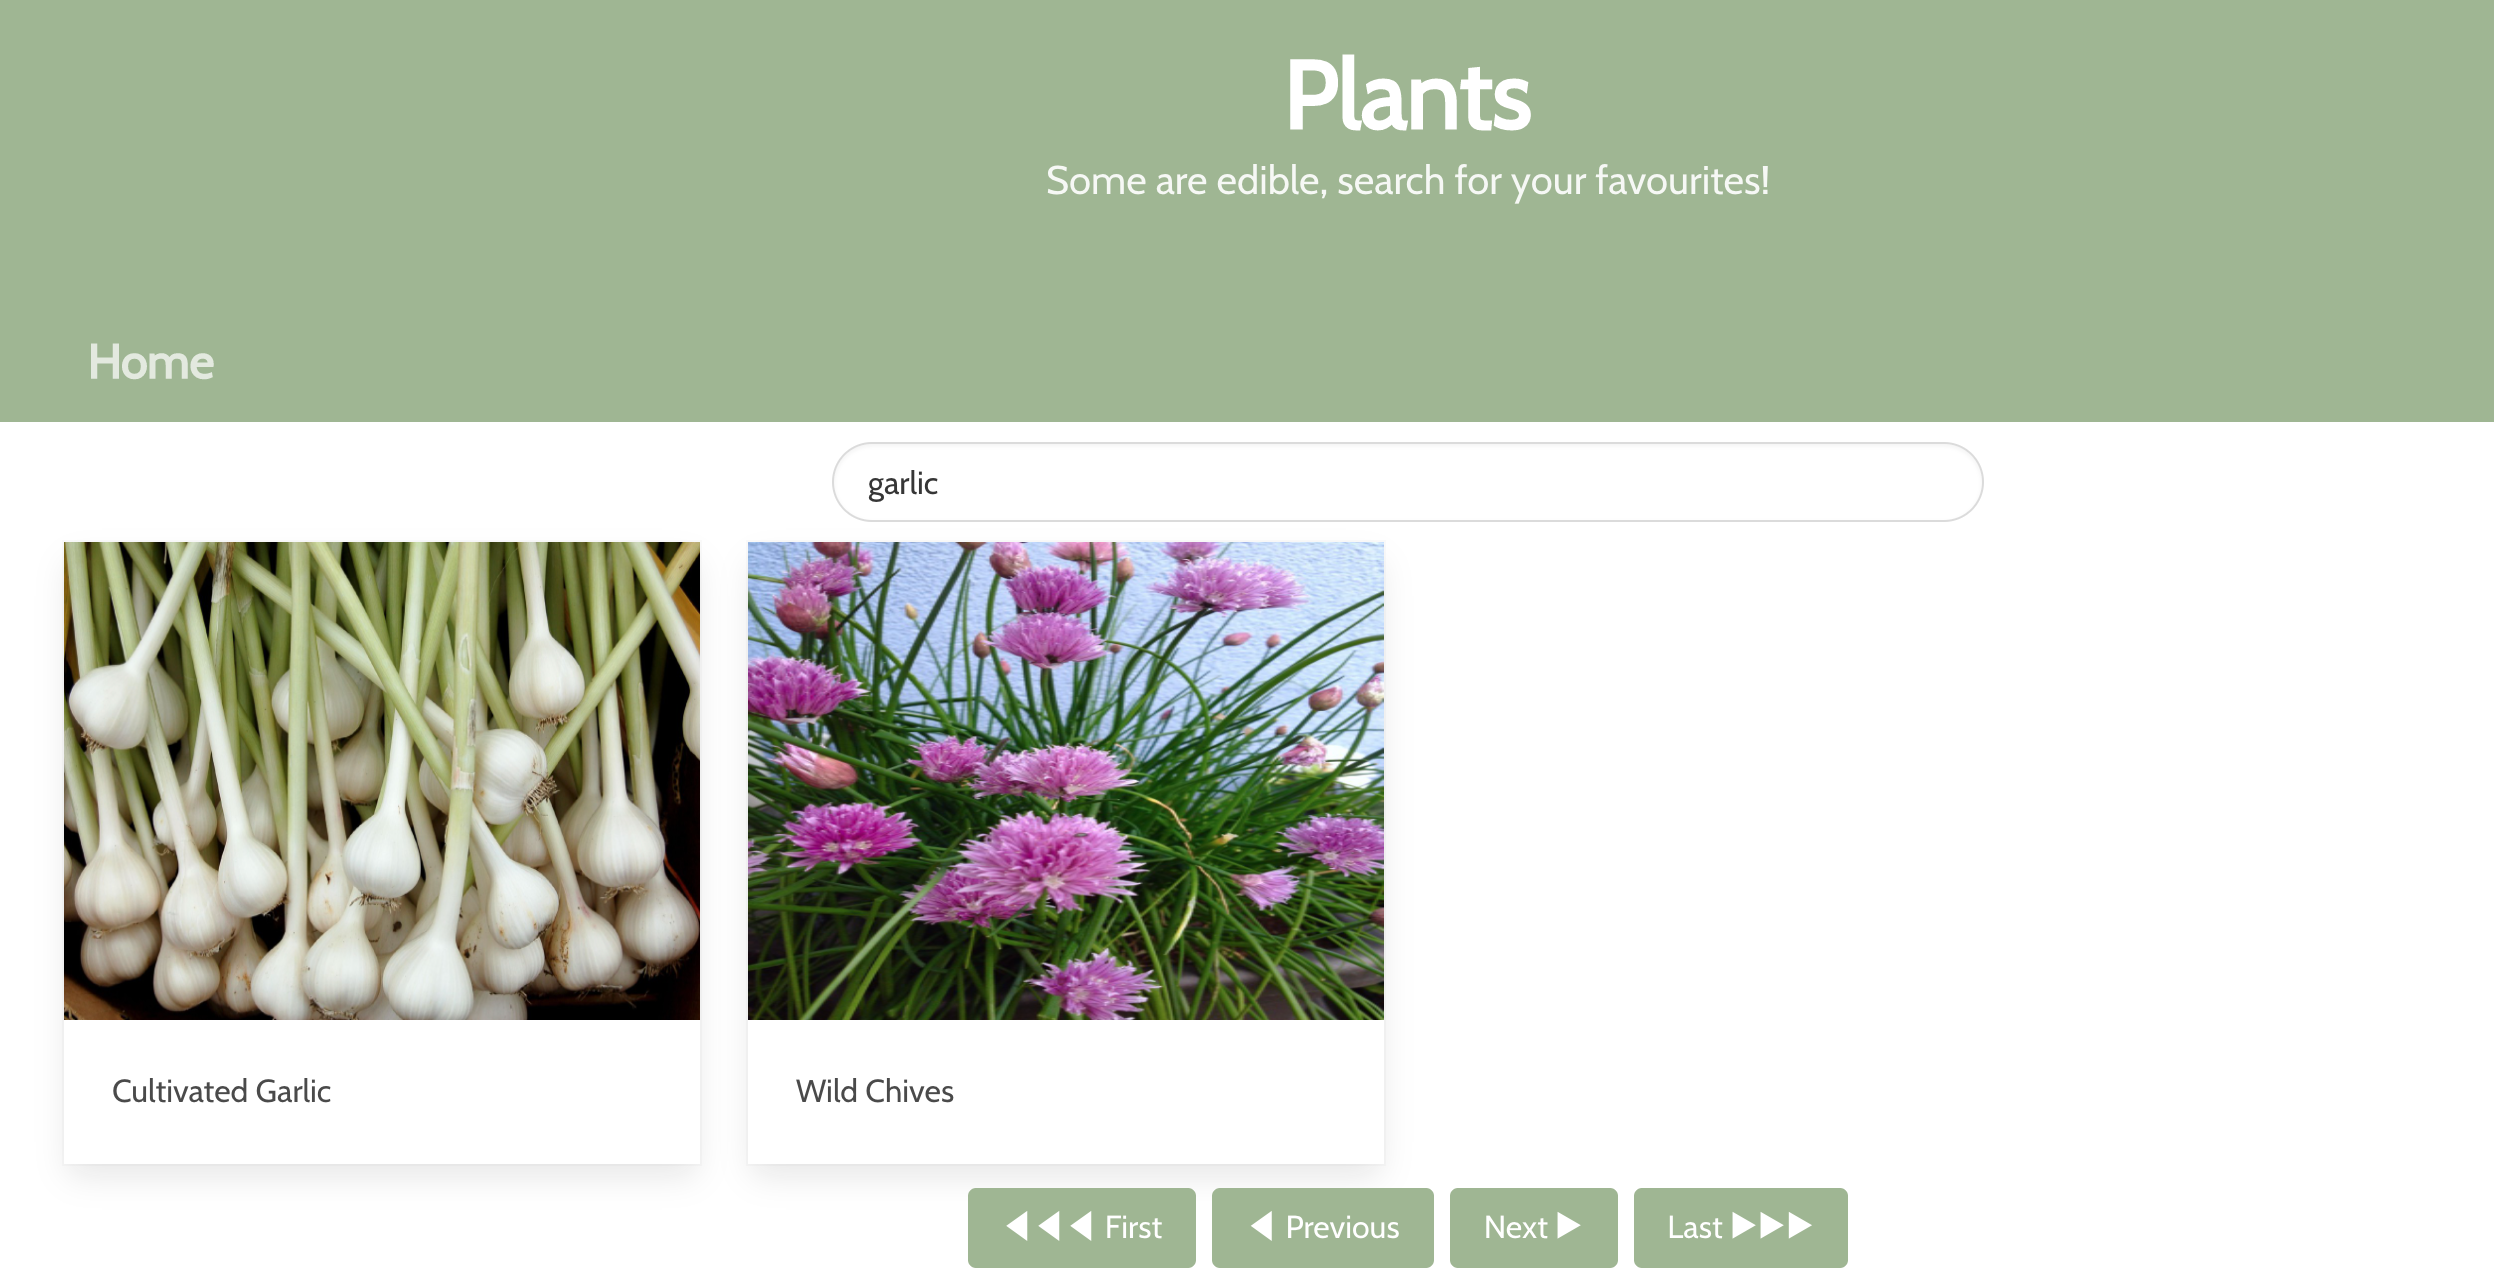 Plants
Some are edible, search for your favourites!
Home
garlic
Cultivated Garlic
Wild Chives
First
Previous
Next
Last